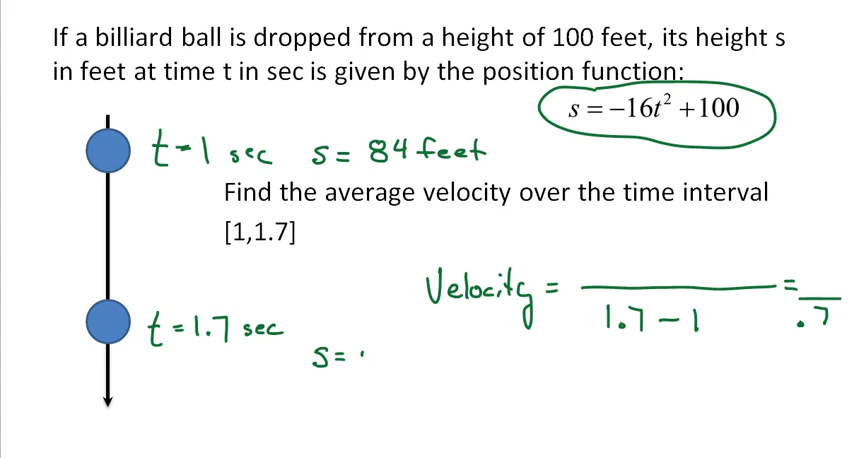 If a billiard ball is dropped from a height of 100 feet, its height s
in feet at time t in sec is given by the position function:
s = −16t² + 100
t = 1 sec s = 84 feet
Find the average velocity over the time interval
[1,1.7]
Velocity = ———— = ——
1.7 − 1 .7
t = 1.7 sec
s =